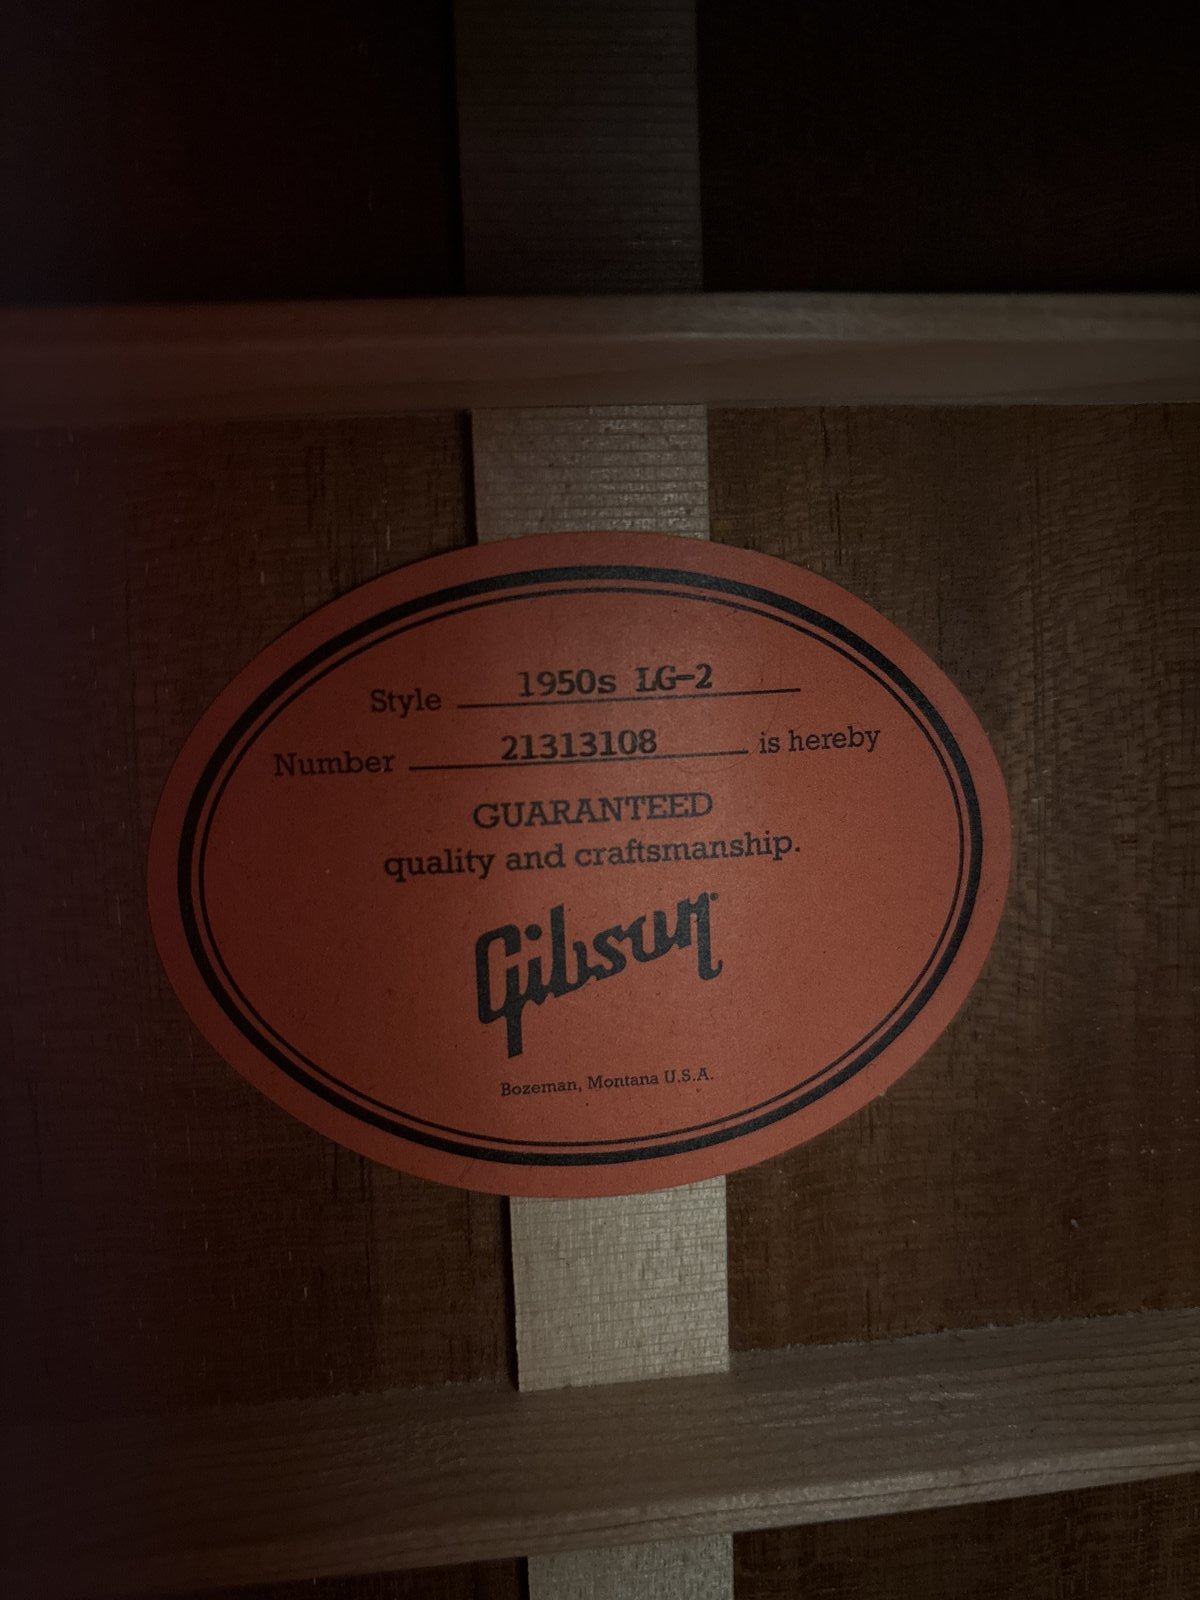 Style 1950s LG-2
Number 21313108 is hereby
GUARANTEED
quality and craftsmanship.
Gibson
Bozeman, Montana U.S.A.